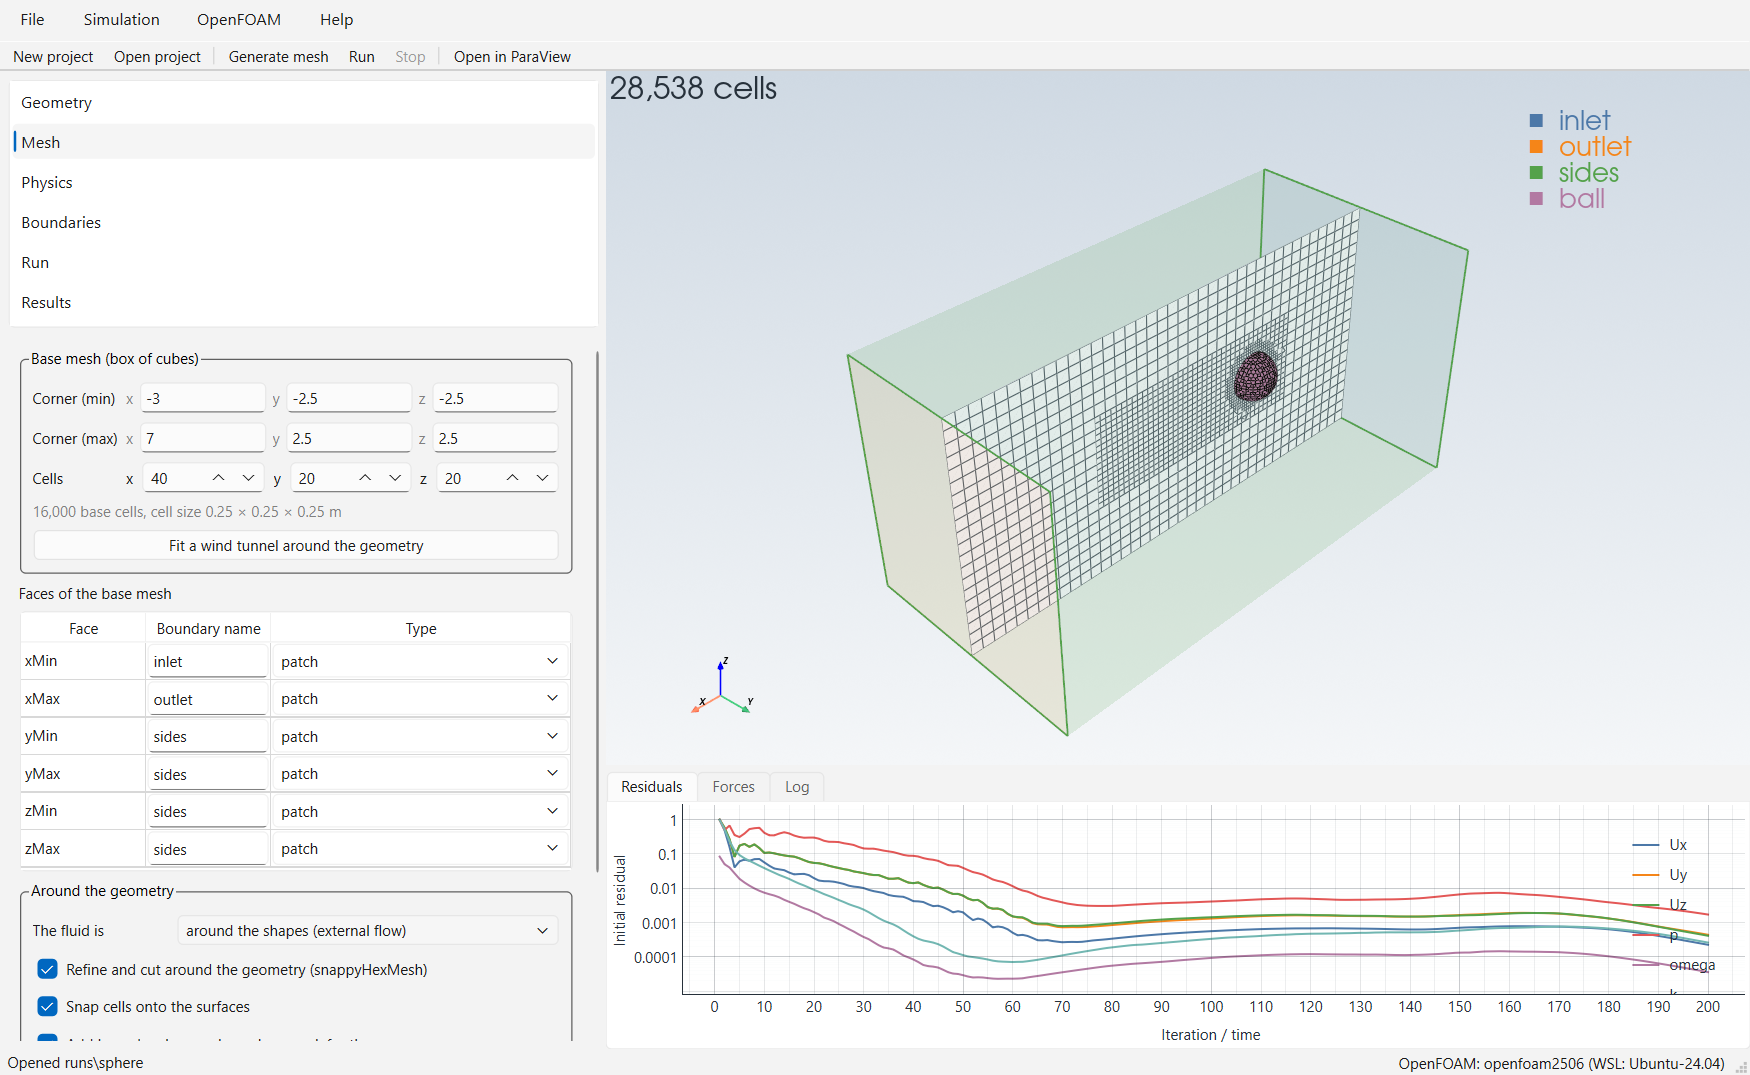 File Simulation OpenFOAM Help
New project Open project Generate mesh Run Stop Open in ParaView
Geometry
Mesh
Physics
Boundaries
Run
Results
Base mesh (box of cubes)
Corner (min) x -3 y -2.5 z -2.5
Corner (max) x 7 y 2.5 z 2.5
Cells x 40 y 20 z 20
16,000 base cells, cell size 0.25 × 0.25 × 0.25 m
Fit a wind tunnel around the geometry
Faces of the base mesh
Face Boundary name Type
xMin inlet patch
xMax outlet patch
yMin sides patch
yMax sides patch
zMin sides patch
zMax sides patch
Around the geometry
The fluid is around the shapes (external flow)
Refine and cut around the geometry (snappyHexMesh)
Snap cells onto the surfaces
28,538 cells
inlet
outlet
sides
ball
Z
X Y
Residuals Forces Log
Initial residual
1
0.1
0.01
0.001
0.0001
Ux
Uy
Uz
p
omega
0 10 20 30 40 50 60 70 80 90 100 110 120 130 140 150 160 170 180 190 200
Iteration / time
Opened runs\sphere
OpenFOAM: openfoam2506 (WSL: Ubuntu-24.04)